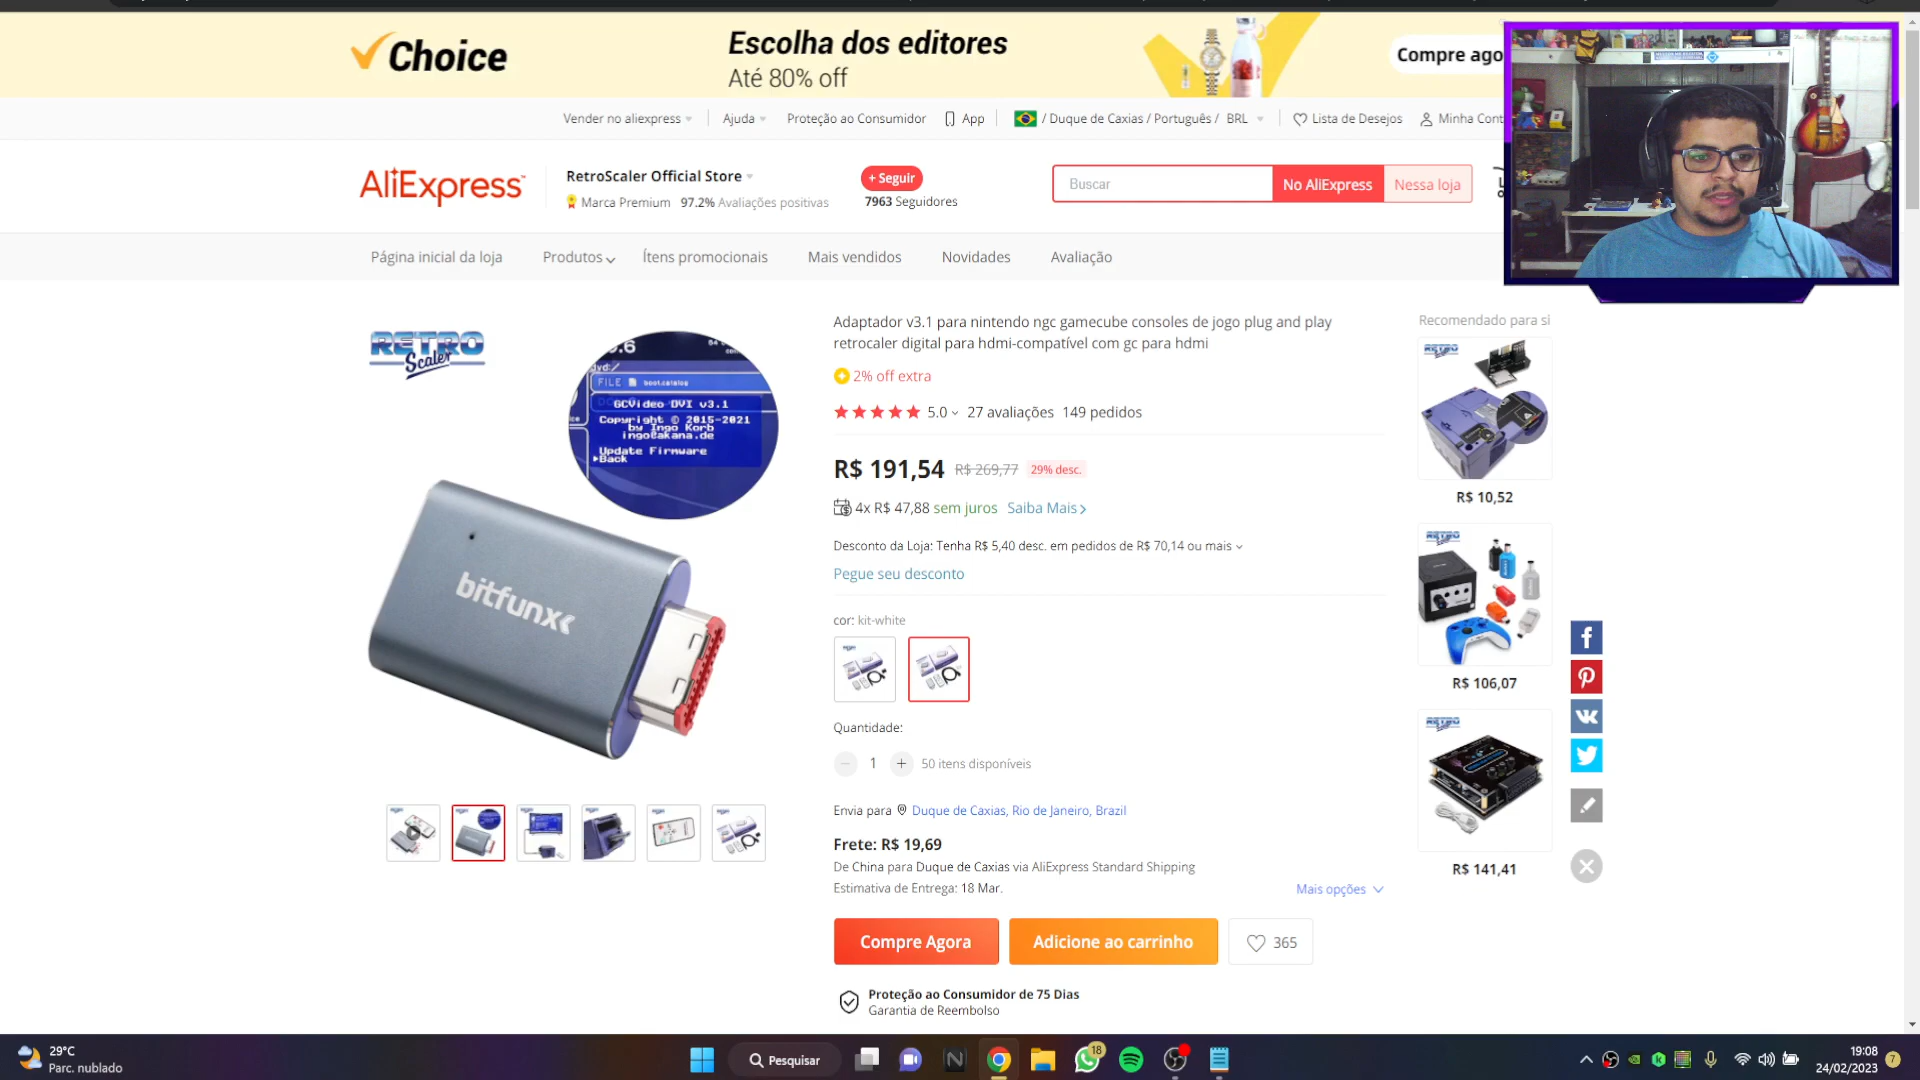 Choice
Escolha dos editores
Até 80% off
Compre ago
Vender no aliexpress
Ajuda
Proteção ao Consumidor
App
/ Duque de Caxias / Português / BRL
Lista de Desejos
Minha Cont
AliExpress
RetroScaler Official Store
Marca Premium 97.2% Avaliações positivas
+ Seguir
7963 Seguidores
Buscar
No AliExpress
Nessa loja
Página inicial da loja
Produtos
Ítens promocionais
Mais vendidos
Novidades
Avaliação
RETRO
Scaler
FILE boot.catalog
GCVideo DVI v3.1
Copyright © 2015-2021
by Ingo Korb
ingo@akana.de
Update Firmware
Back
bitfunx
Adaptador v3.1 para nintendo ngc gamecube consoles de jogo plug and play
retrocaler digital para hdmi-compatível com gc para hdmi
2% off extra
5.0 27 avaliações 149 pedidos
R$ 191,54 R$ 269,77 29% desc.
4x R$ 47,88 sem juros Saiba Mais
Desconto da Loja: Tenha R$ 5,40 desc. em pedidos de R$ 70,14 ou mais
Pegue seu desconto
cor: kit-white
Quantidade:
1 + 50 itens disponíveis
Envia para Duque de Caxias, Rio de Janeiro, Brazil
Frete: R$ 19,69
De China para Duque de Caxias via AliExpress Standard Shipping
Estimativa de Entrega: 18 Mar.
Mais opções
Compre Agora
Adicione ao carrinho
365
Proteção ao Consumidor de 75 Dias
Garantia de Reembolso
Recomendado para si
RETRO
R$ 10,52
RETRO
R$ 106,07
RETRO
R$ 141,41
29°C
Parc. nublado
Pesquisar
18
19:08
24/02/2023
7